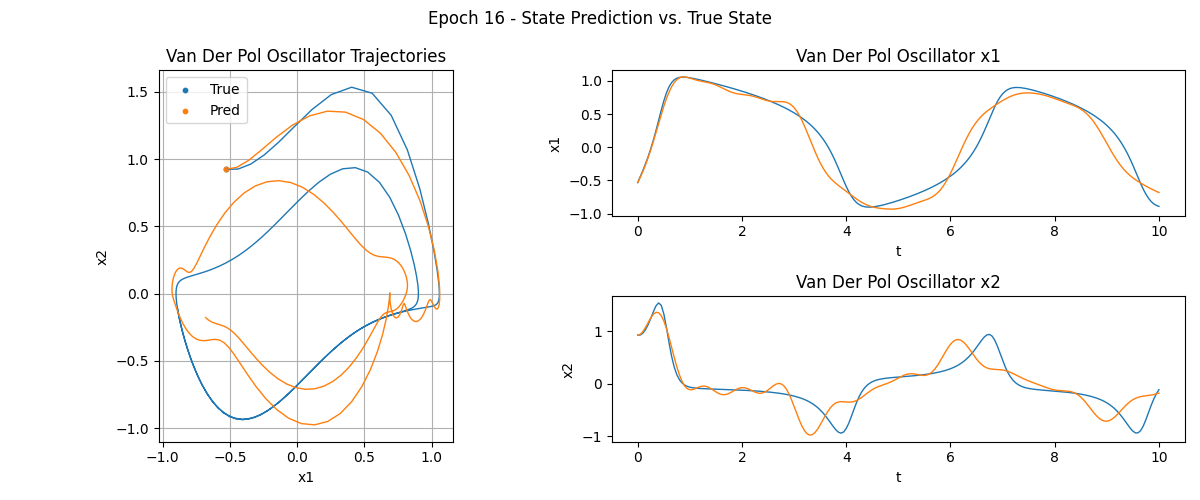 Epoch 16 - State Prediction vs. True State
Van Der Pol Oscillator Trajectories
True
Pred
1.5
1.0
0.5
0.0
−0.5
−1.0
x2
−1.0 −0.5 0.0 0.5 1.0
x1
Van Der Pol Oscillator x1
1.0
0.5
0.0
−0.5
−1.0
x1
0 2 4 6 8 10
t
Van Der Pol Oscillator x2
1
0
−1
x2
0 2 4 6 8 10
t